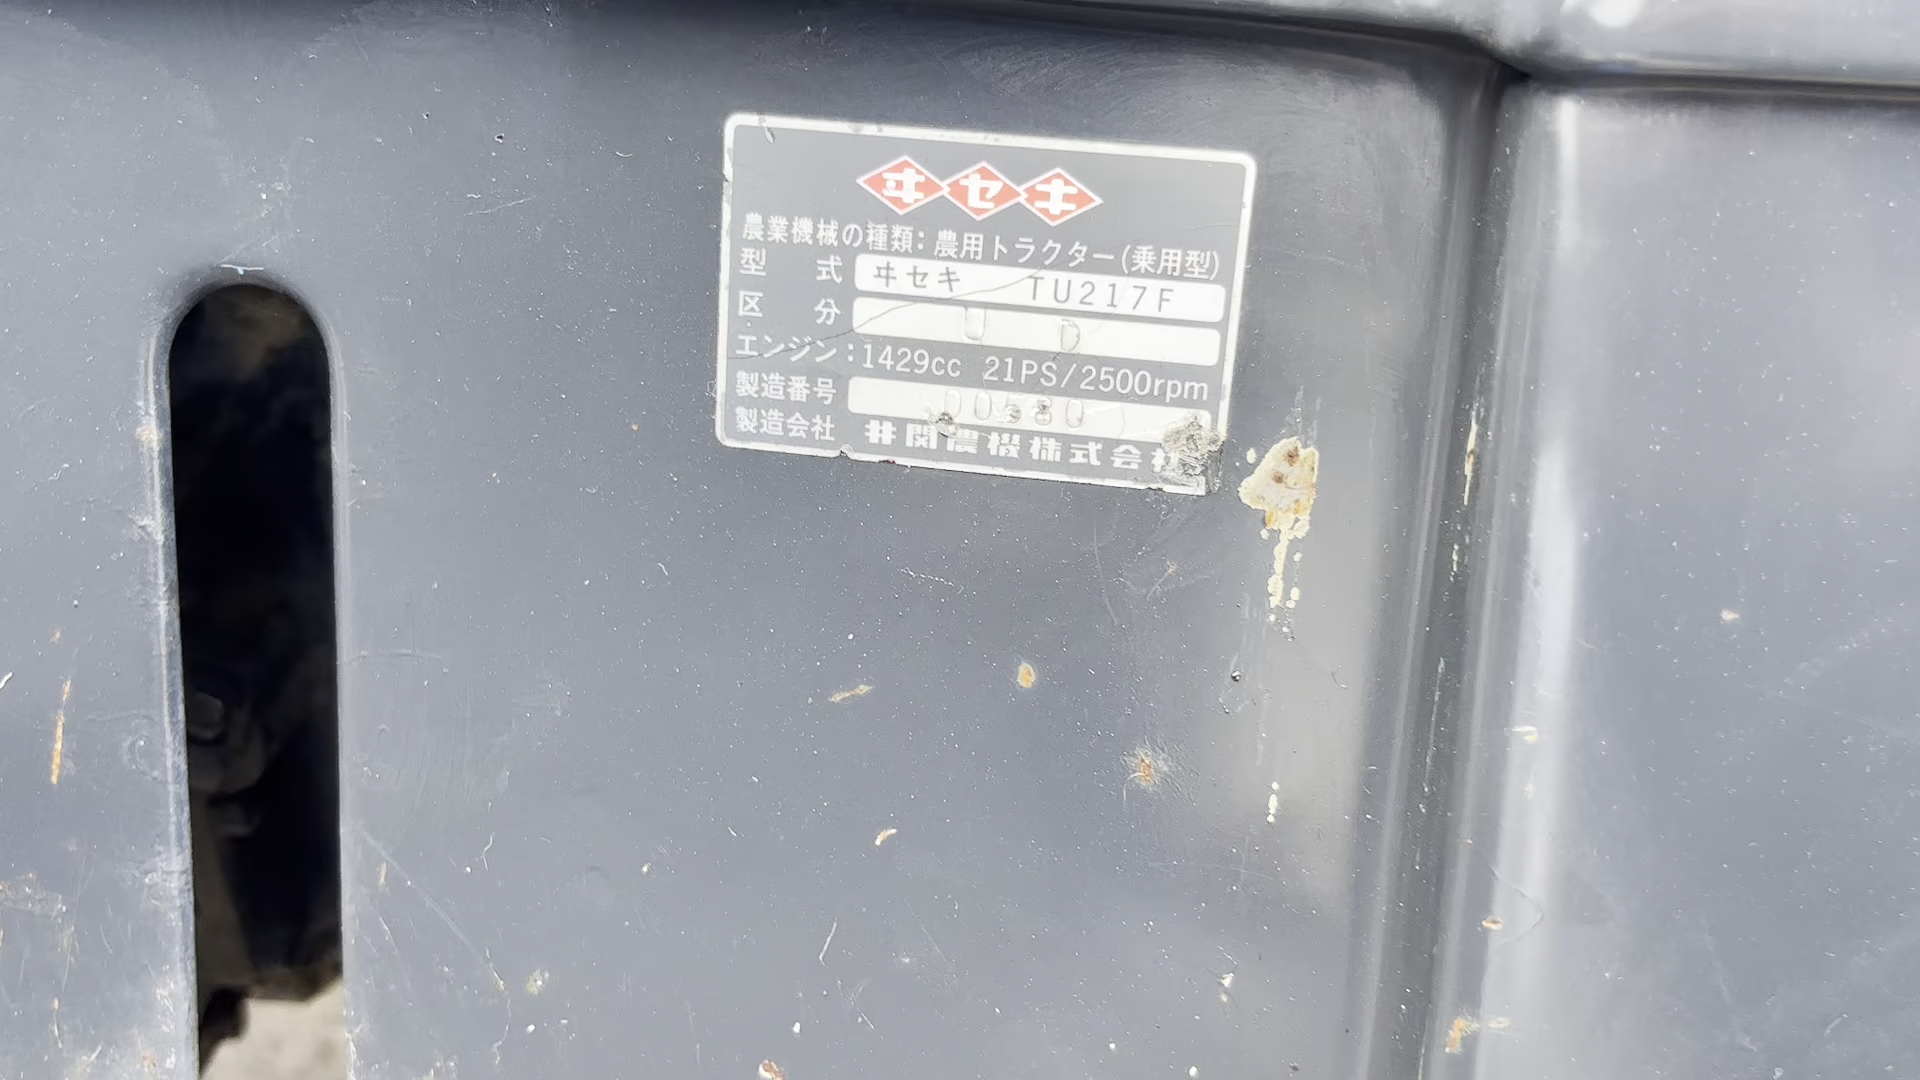 ヰセキ
農業機械の種類：農用トラクター(乗用型)
型式 ヰセキ TU217F
区分 U D
エンジン：1429cc 21PS/2500rpm
製造番号 00580
製造会社 井関農機株式会社